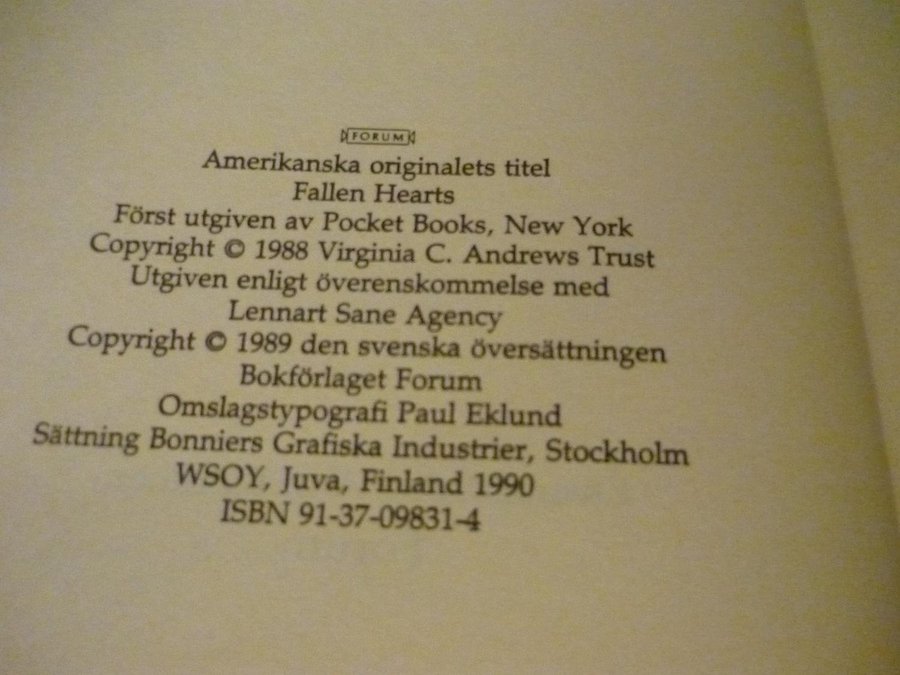 FORUM
Amerikanska originalets titel
Fallen Hearts
Först utgiven av Pocket Books, New York
Copyright © 1988 Virginia C. Andrews Trust
Utgiven enligt överenskommelse med
Lennart Sane Agency
Copyright © 1989 den svenska översättningen
Bokförlaget Forum
Omslagstypografi Paul Eklund
Sättning Bonniers Grafiska Industrier, Stockholm
WSOY, Juva, Finland 1990
ISBN 91-37-09831-4